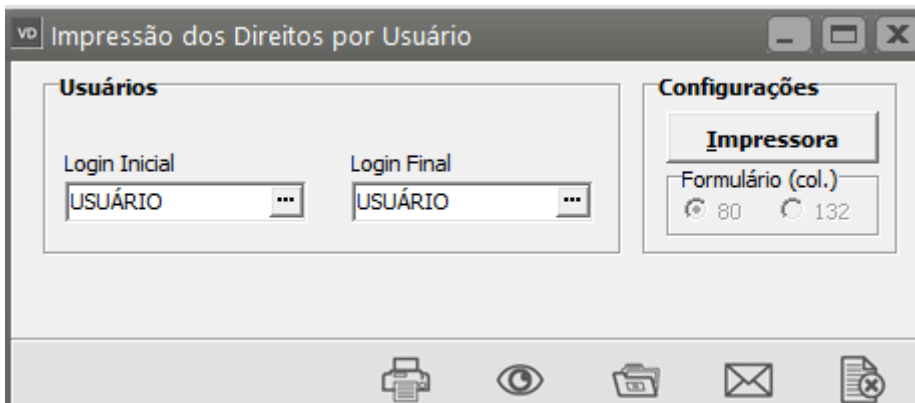 VD Impressão dos Direitos por Usuário
Usuários
Login Inicial
USUÁRIO ...
Login Final
USUÁRIO ...
Configurações
Impressora
Formulário (col.)
80 132